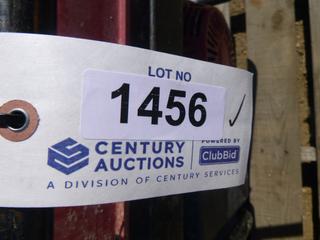 LOT NO
1456
CENTURY
AUCTIONS
POWERED BY
ClubBid
A DIVISION OF CENTURY SERVICES